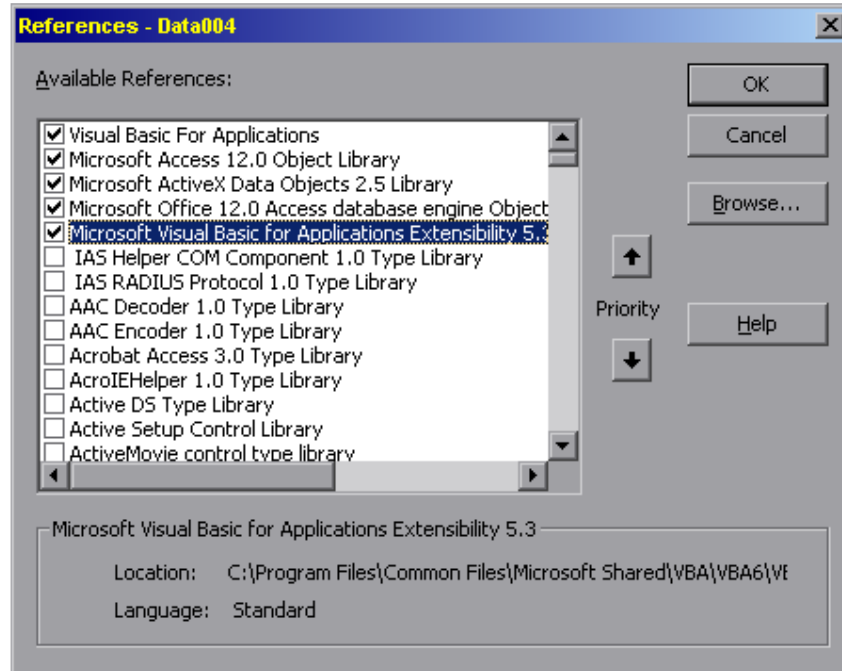 References - Data004
Available References:
OK
Cancel
Browse...
Priority
Help
Visual Basic For Applications
Microsoft Access 12.0 Object Library
Microsoft ActiveX Data Objects 2.5 Library
Microsoft Office 12.0 Access database engine Object
Microsoft Visual Basic for Applications Extensibility 5.3
IAS Helper COM Component 1.0 Type Library
IAS RADIUS Protocol 1.0 Type Library
AAC Decoder 1.0 Type Library
AAC Encoder 1.0 Type Library
Acrobat Access 3.0 Type Library
AcroIEHelper 1.0 Type Library
Active DS Type Library
Active Setup Control Library
ActiveMovie control type library
Microsoft Visual Basic for Applications Extensibility 5.3
Location: C:\Program Files\Common Files\Microsoft Shared\VBA\VBA6\VE
Language: Standard